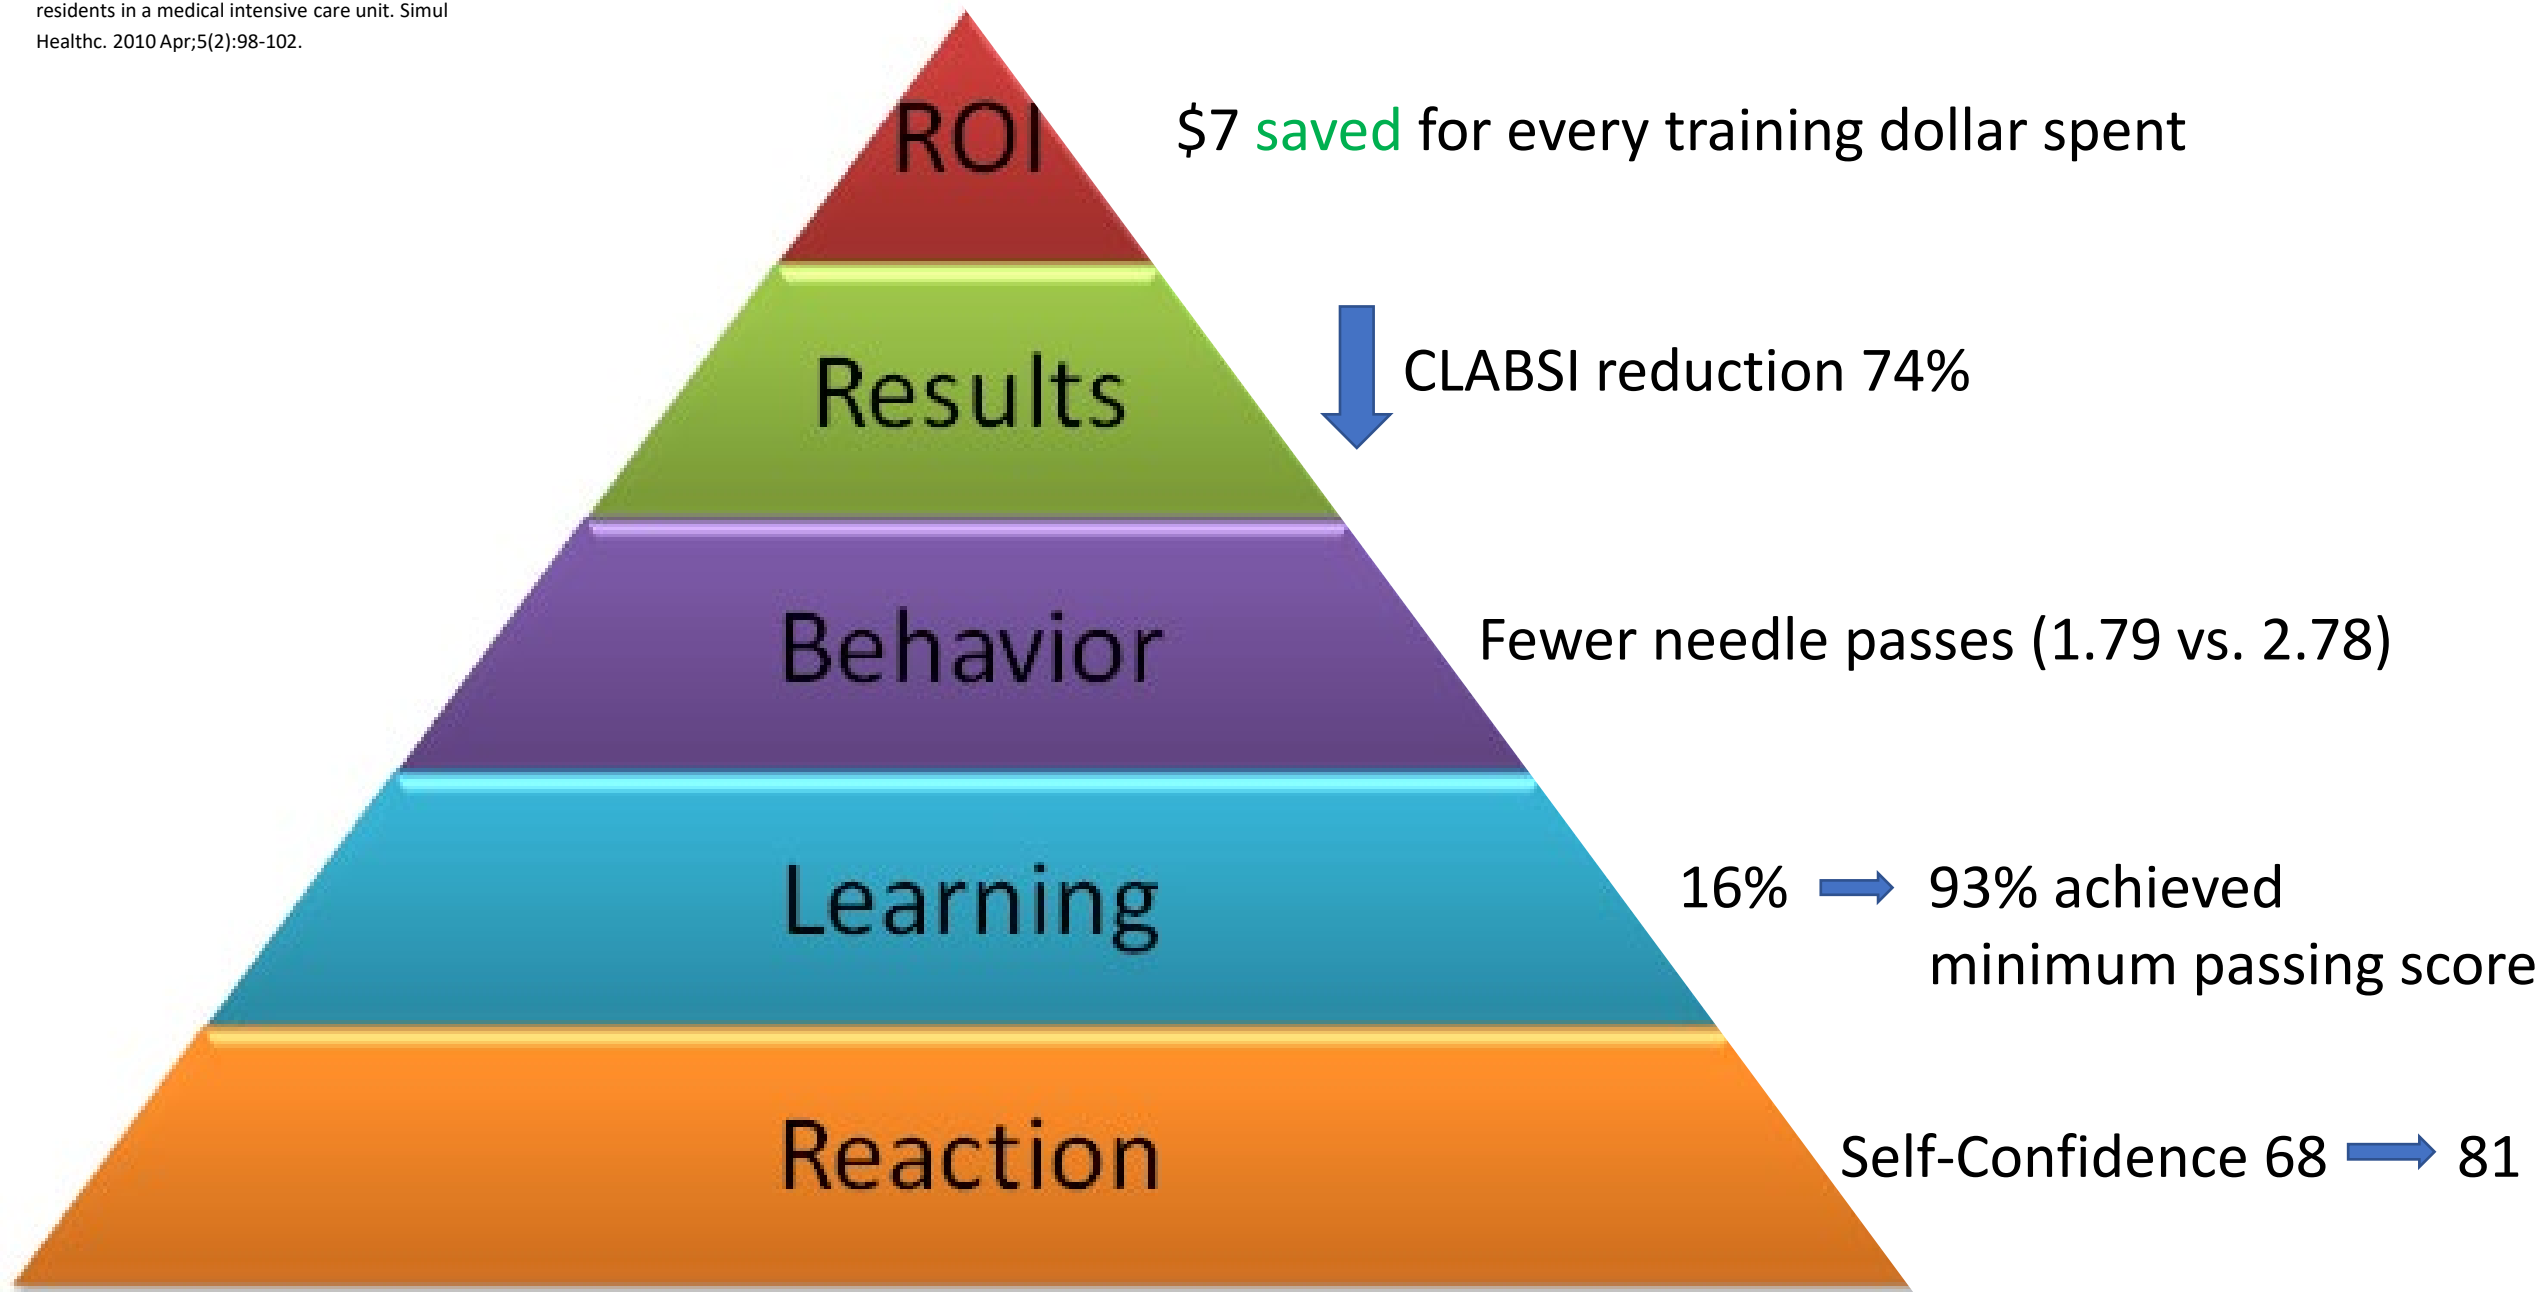 residents in a medical intensive care unit. Simul
Healthc. 2010 Apr;5(2):98-102.
ROI
$7 saved for every training dollar spent
Results
CLABSI reduction 74%
Behavior
Fewer needle passes (1.79 vs. 2.78)
Learning
16% 93% achieved
minimum passing score
Reaction
Self-Confidence 68 81